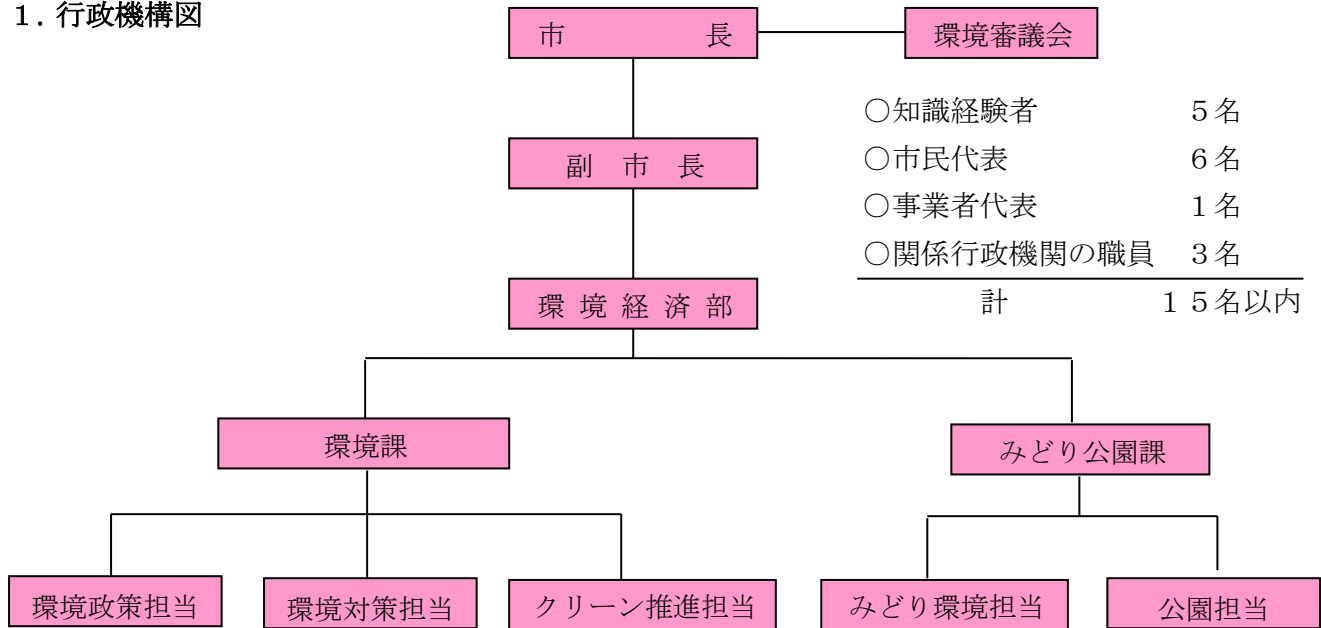 １．行政機構図
市　　　　　長
環境審議会
○知識経験者　５名
○市民代表　６名
○事業者代表　１名
○関係行政機関の職員　３名
計　１５名以内
副　市　長
環 境 経 済 部
環境課
みどり公園課
環境政策担当
環境対策担当
クリーン推進担当
みどり環境担当
公園担当